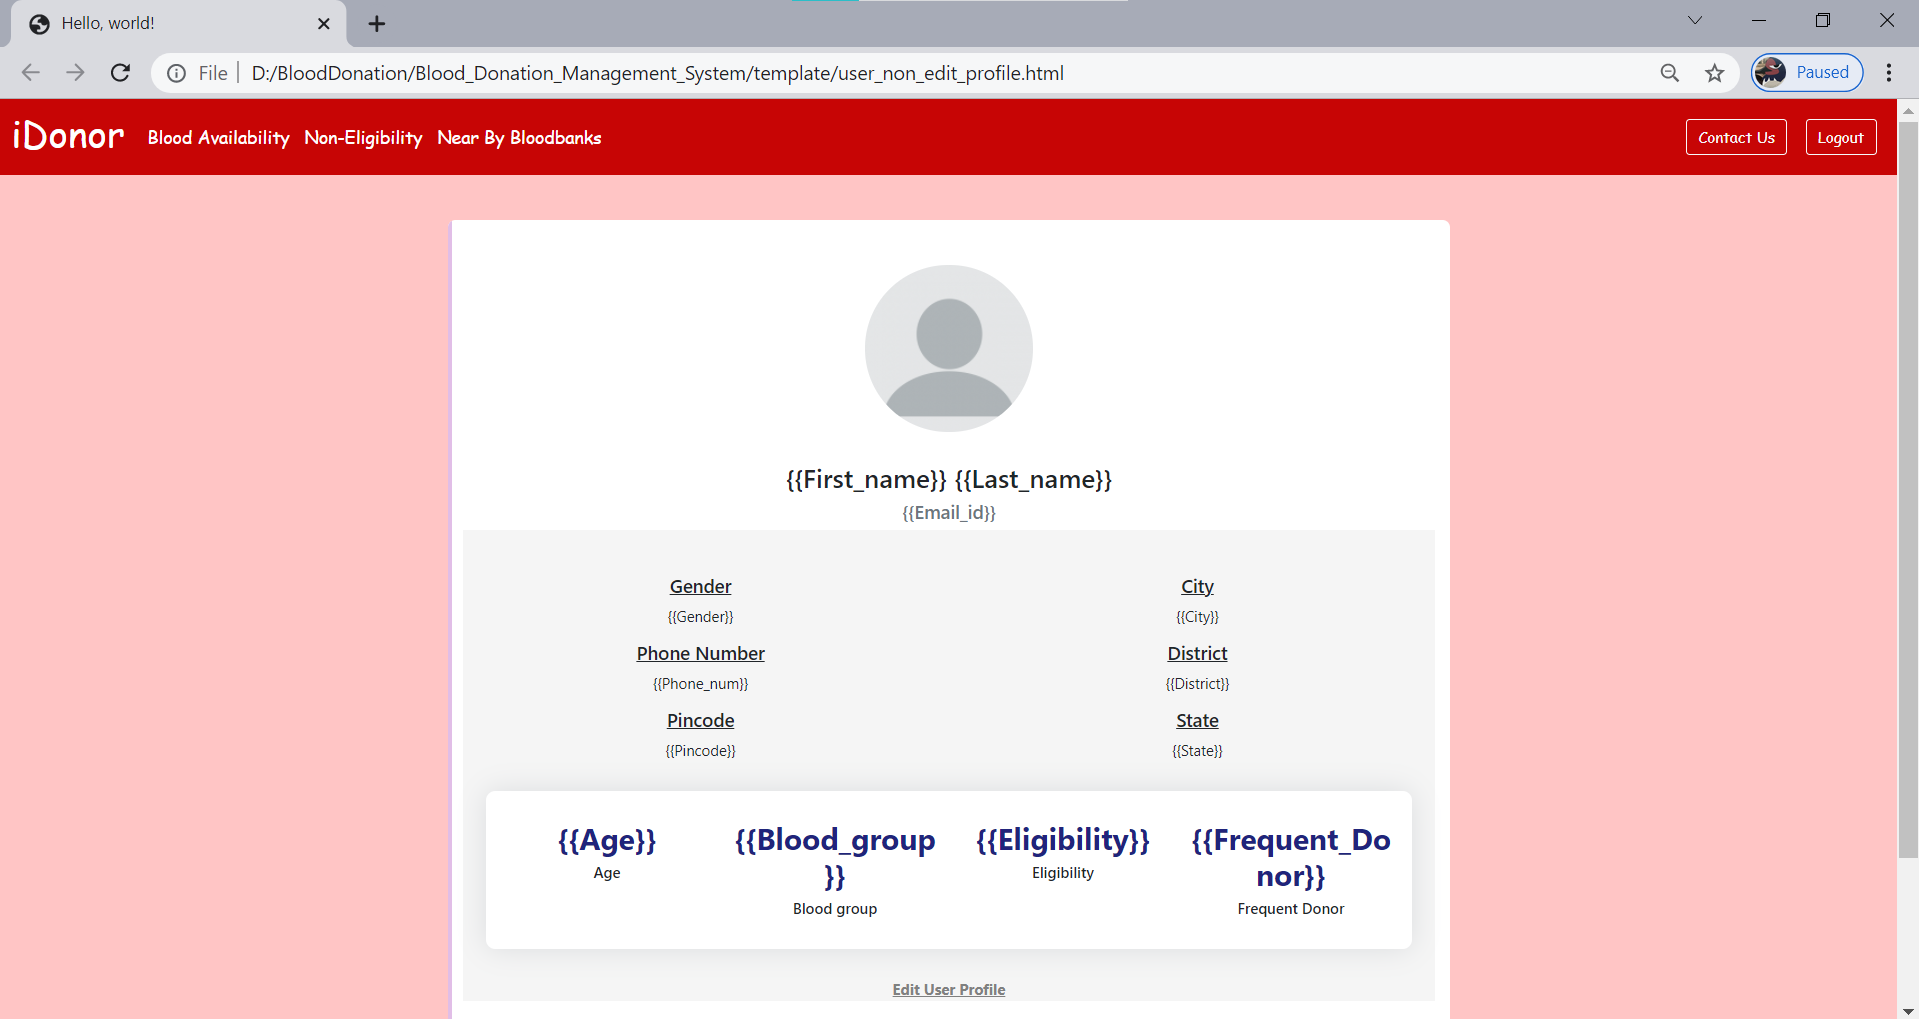 Hello, world!
File D:/BloodDonation/Blood_Donation_Management_System/template/user_non_edit_profile.html Paused
iDonor Blood Availability Non-Eligibility Near By Bloodbanks Contact Us Logout
{{First_name}} {{Last_name}}
{{Email_id}}
Gender City
{{Gender}} {{City}}
Phone Number District
{{Phone_num}} {{District}}
Pincode State
{{Pincode}} {{State}}
{{Age}}
Age
{{Blood_group
}}
Blood group
{{Eligibility}}
Eligibility
{{Frequent_Do
nor}}
Frequent Donor
Edit User Profile